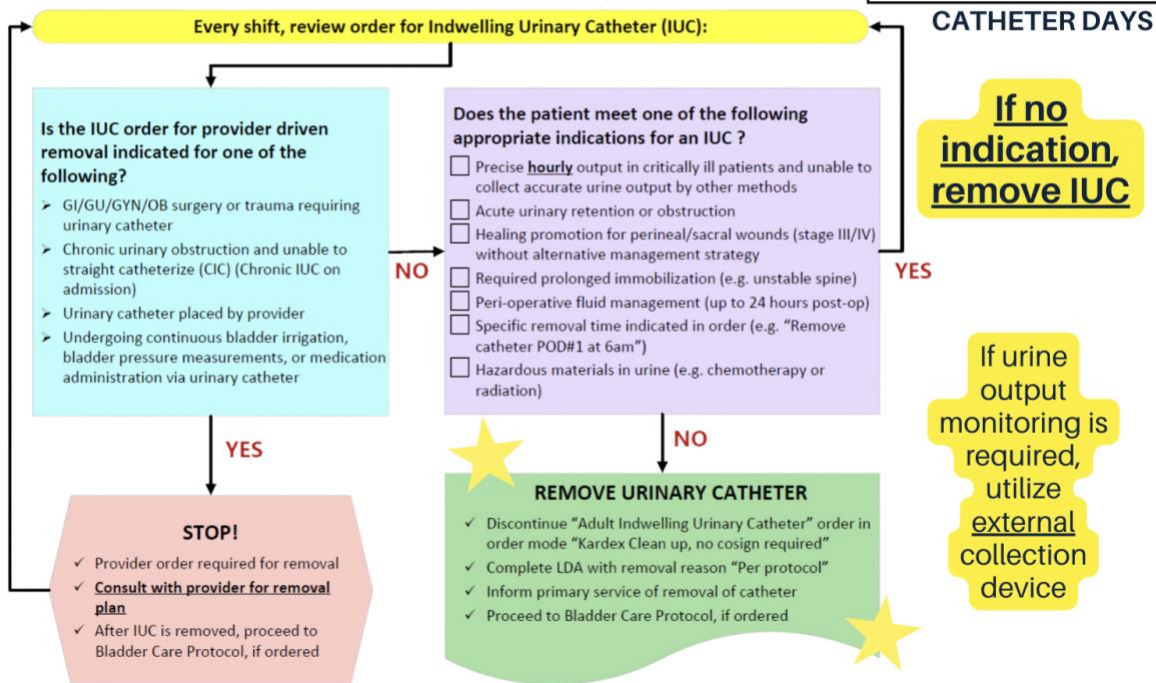 Every shift, review order for Indwelling Urinary Catheter (IUC):
CATHETER DAYS
Is the IUC order for provider driven
removal indicated for one of the
following?
➢ GI/GU/GYN/OB surgery or trauma requiring
urinary catheter
➢ Chronic urinary obstruction and unable to
straight catheterize (CIC) (Chronic IUC on
admission)
➢ Urinary catheter placed by provider
➢ Undergoing continuous bladder irrigation,
bladder pressure measurements, or medication
administration via urinary catheter
NO
Does the patient meet one of the following
appropriate indications for an IUC ?
☐ Precise hourly output in critically ill patients and unable to
collect accurate urine output by other methods
☐ Acute urinary retention or obstruction
☐ Healing promotion for perineal/sacral wounds (stage III/IV)
without alternative management strategy
☐ Required prolonged immobilization (e.g. unstable spine)
☐ Peri-operative fluid management (up to 24 hours post-op)
☐ Specific removal time indicated in order (e.g. “Remove
catheter POD#1 at 6am”)
☐ Hazardous materials in urine (e.g. chemotherapy or
radiation)
YES
If no
indication,
remove IUC
YES
NO
STOP!
✓ Provider order required for removal
✓ Consult with provider for removal
plan
✓ After IUC is removed, proceed to
Bladder Care Protocol, if ordered
REMOVE URINARY CATHETER
✓ Discontinue “Adult Indwelling Urinary Catheter” order in
order mode “Kardex Clean up, no cosign required”
✓ Complete LDA with removal reason “Per protocol”
✓ Inform primary service of removal of catheter
✓ Proceed to Bladder Care Protocol, if ordered
If urine
output
monitoring is
required,
utilize
external
collection
device